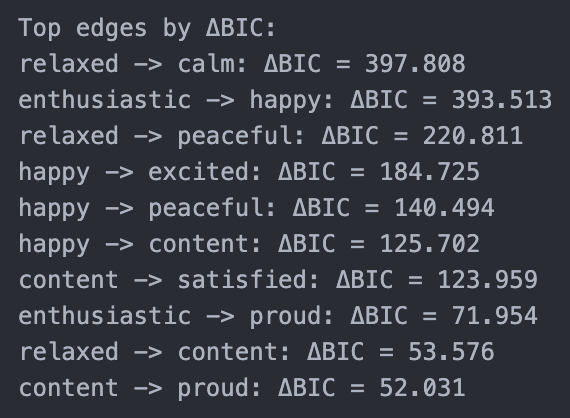 Top edges by ΔBIC:
relaxed -> calm: ΔBIC = 397.808
enthusiastic -> happy: ΔBIC = 393.513
relaxed -> peaceful: ΔBIC = 220.811
happy -> excited: ΔBIC = 184.725
happy -> peaceful: ΔBIC = 140.494
happy -> content: ΔBIC = 125.702
content -> satisfied: ΔBIC = 123.959
enthusiastic -> proud: ΔBIC = 71.954
relaxed -> content: ΔBIC = 53.576
content -> proud: ΔBIC = 52.031